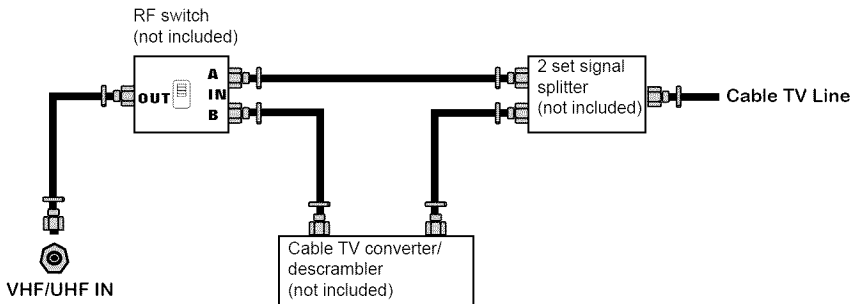 RF switch
(not included)
OUT
A
IN
B
2 set signal
splitter
(not included)
Cable TV Line
Cable TV converter/
descrambler
(not included)
VHF/UHF IN